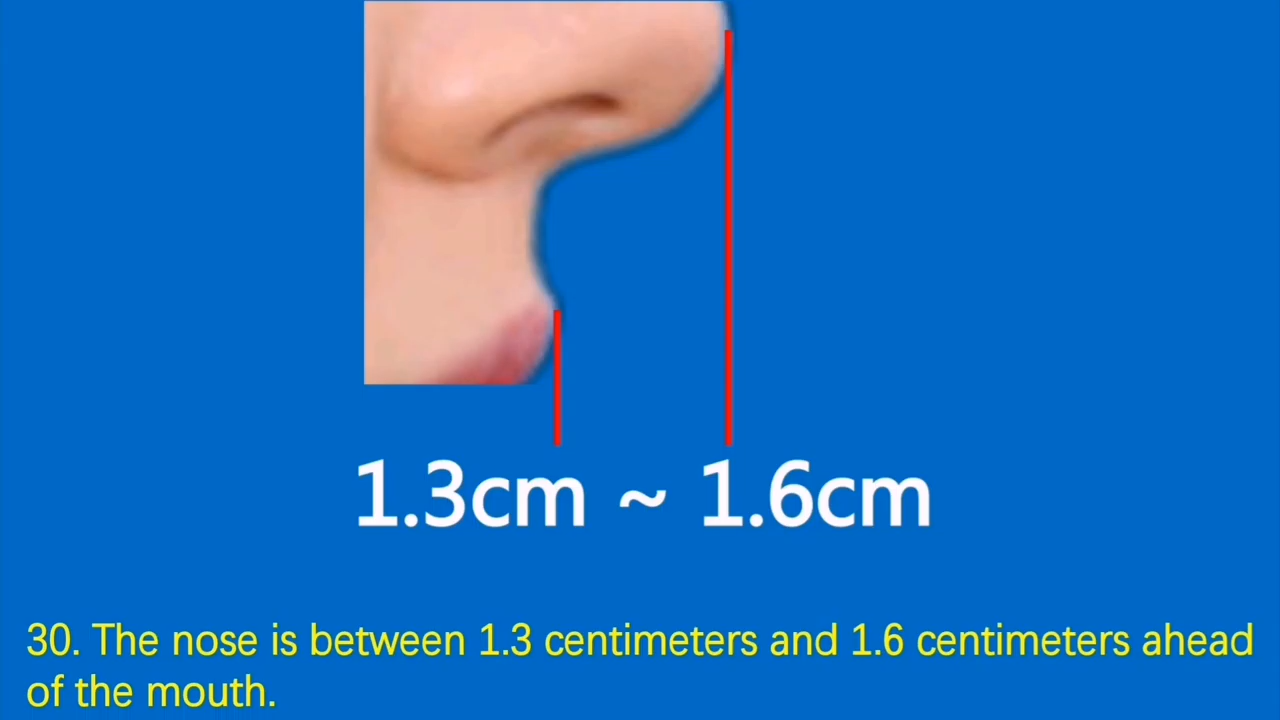 1.3cm ~ 1.6cm
30. The nose is between 1.3 centimeters and 1.6 centimeters ahead
of the mouth.